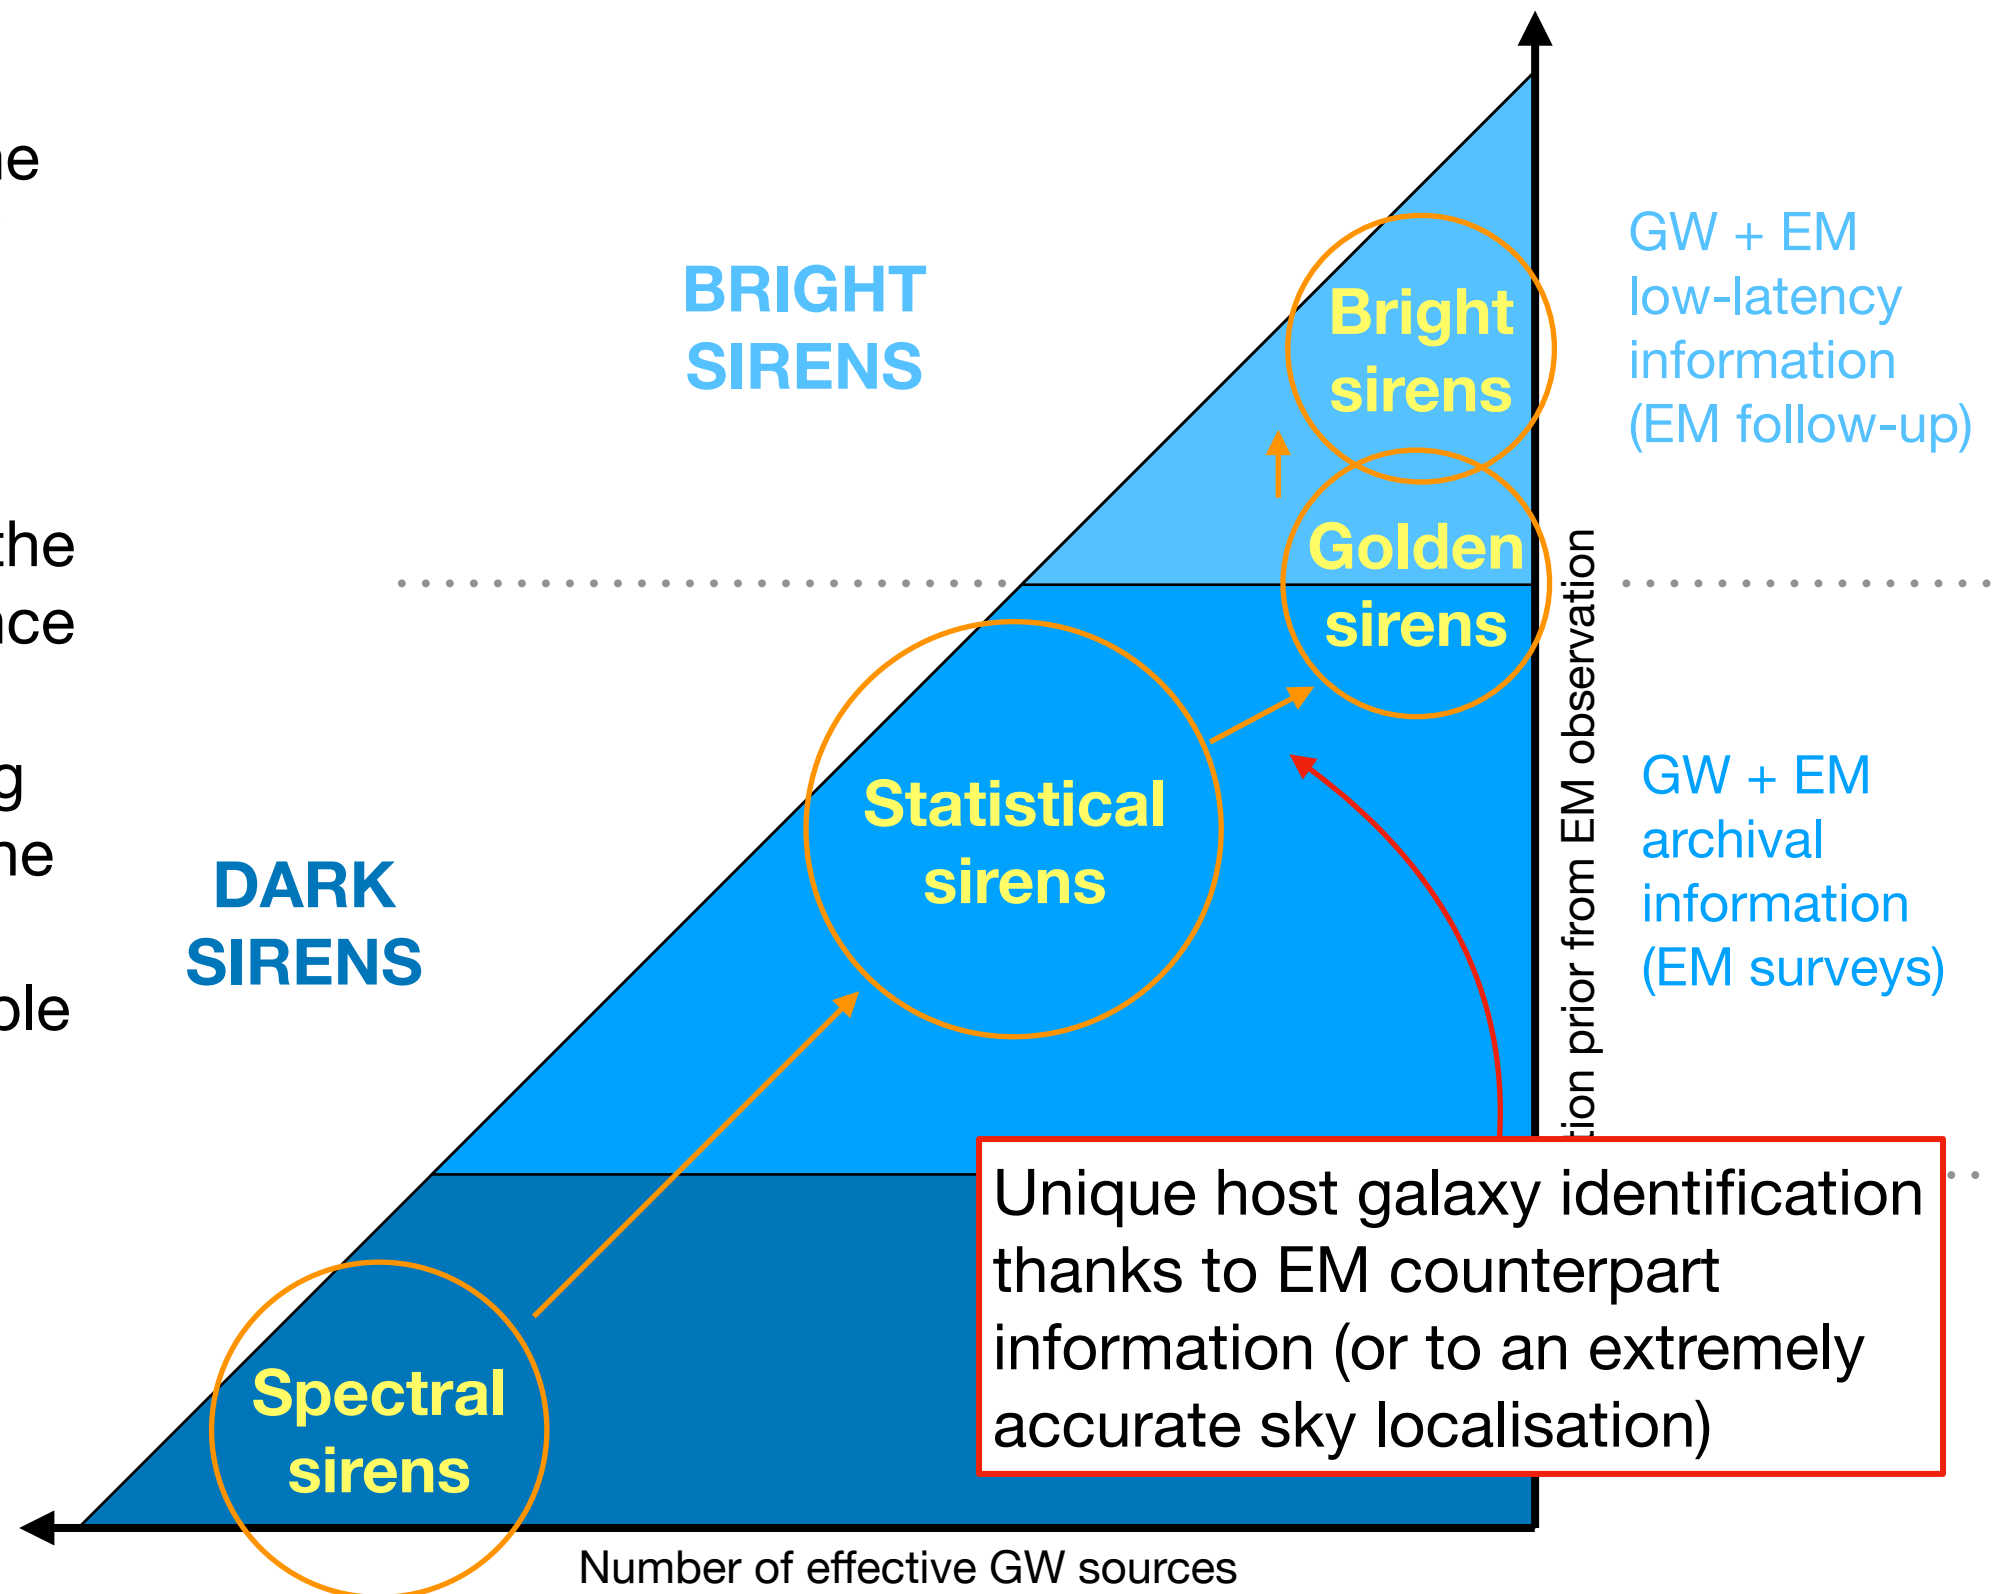 the
nce
BRIGHT
SIRENS
DARK
SIRENS
Bright
sirens
Golden
sirens
Statistical
sirens
Spectral
sirens
GW + EM
low-latency
information
(EM follow-up)
GW + EM
archival
information
(EM surveys)
prior from EM observation
Unique host galaxy identification
thanks to EM counterpart
information (or to an extremely
accurate sky localisation)
Number of effective GW sources